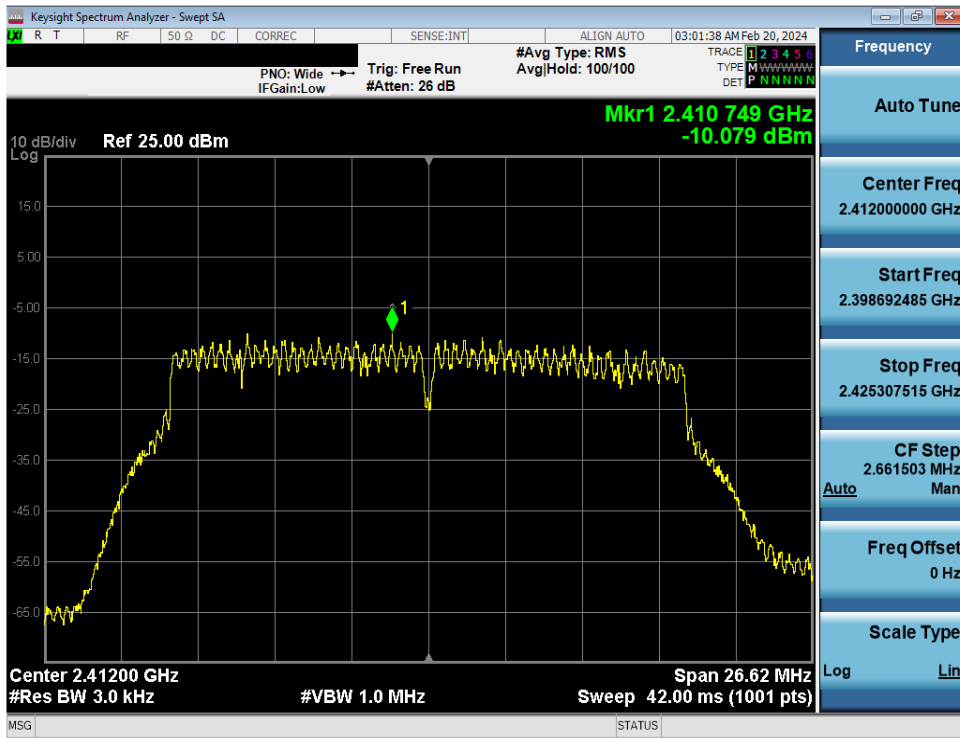 Keysight Spectrum Analyzer - Swept SA
LXI R T RF 50 Ω DC CORREC SENSE:INT ALIGN AUTO 03:01:38 AM Feb 20, 2024
PNO: Wide Trig: Free Run #Avg Type: RMS TRACE 1 2 3 4 5 6
IFGain:Low #Atten: 26 dB Avg|Hold: 100/100 TYPE M WWWWW
DET P N N N N N
Mkr1 2.410 749 GHz
-10.079 dBm
10 dB/div Ref 25.00 dBm
Log
15.0
5.00
-5.00
-15.0
-25.0
-35.0
-45.0
-55.0
-65.0
1
Center 2.41200 GHz Span 26.62 MHz
#Res BW 3.0 kHz #VBW 1.0 MHz Sweep 42.00 ms (1001 pts)
MSG STATUS
Frequency
Auto Tune
Center Freq
2.412000000 GHz
Start Freq
2.398692485 GHz
Stop Freq
2.425307515 GHz
CF Step
2.661503 MHz
Auto Man
Freq Offset
0 Hz
Scale Type
Log Lin